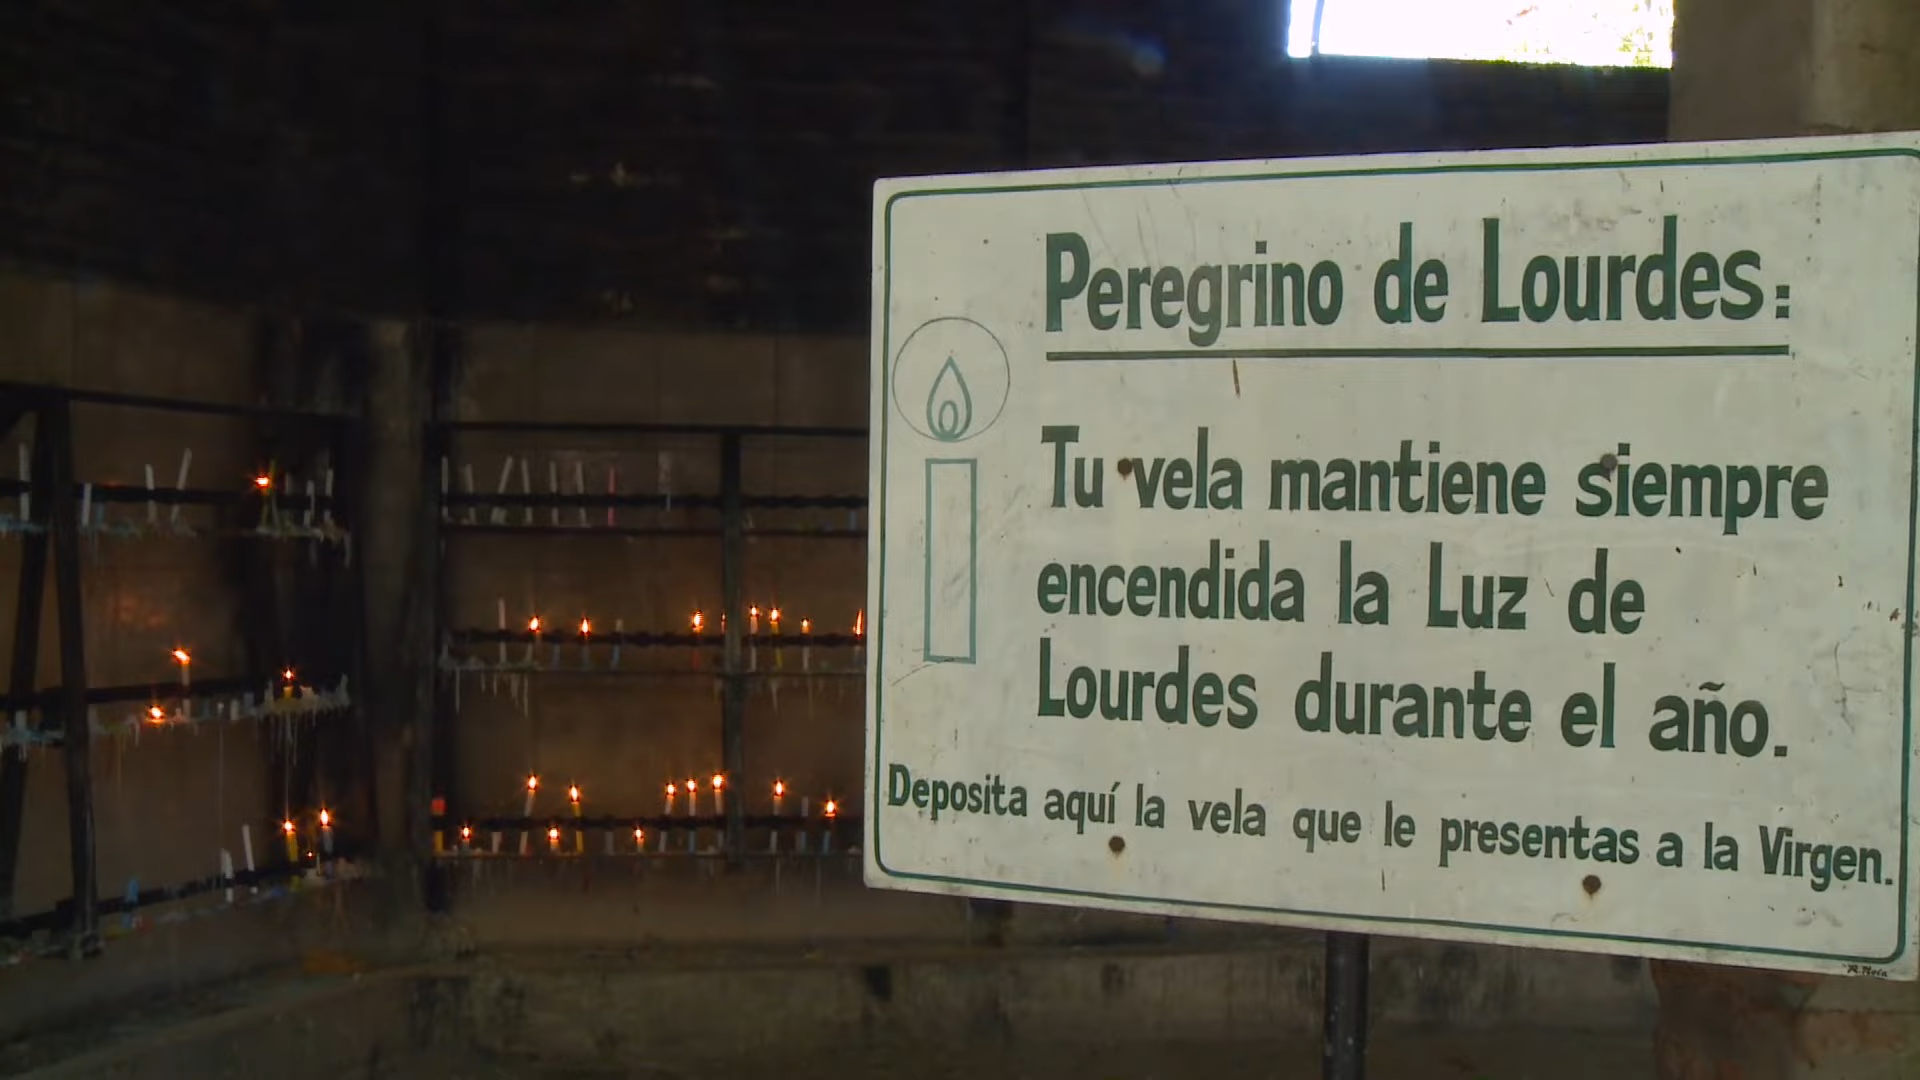 Peregrino de Lourdes:
Tu vela mantiene siempre
encendida la Luz de
Lourdes durante el año.
Deposita aquí la vela que le presentas a la Virgen.